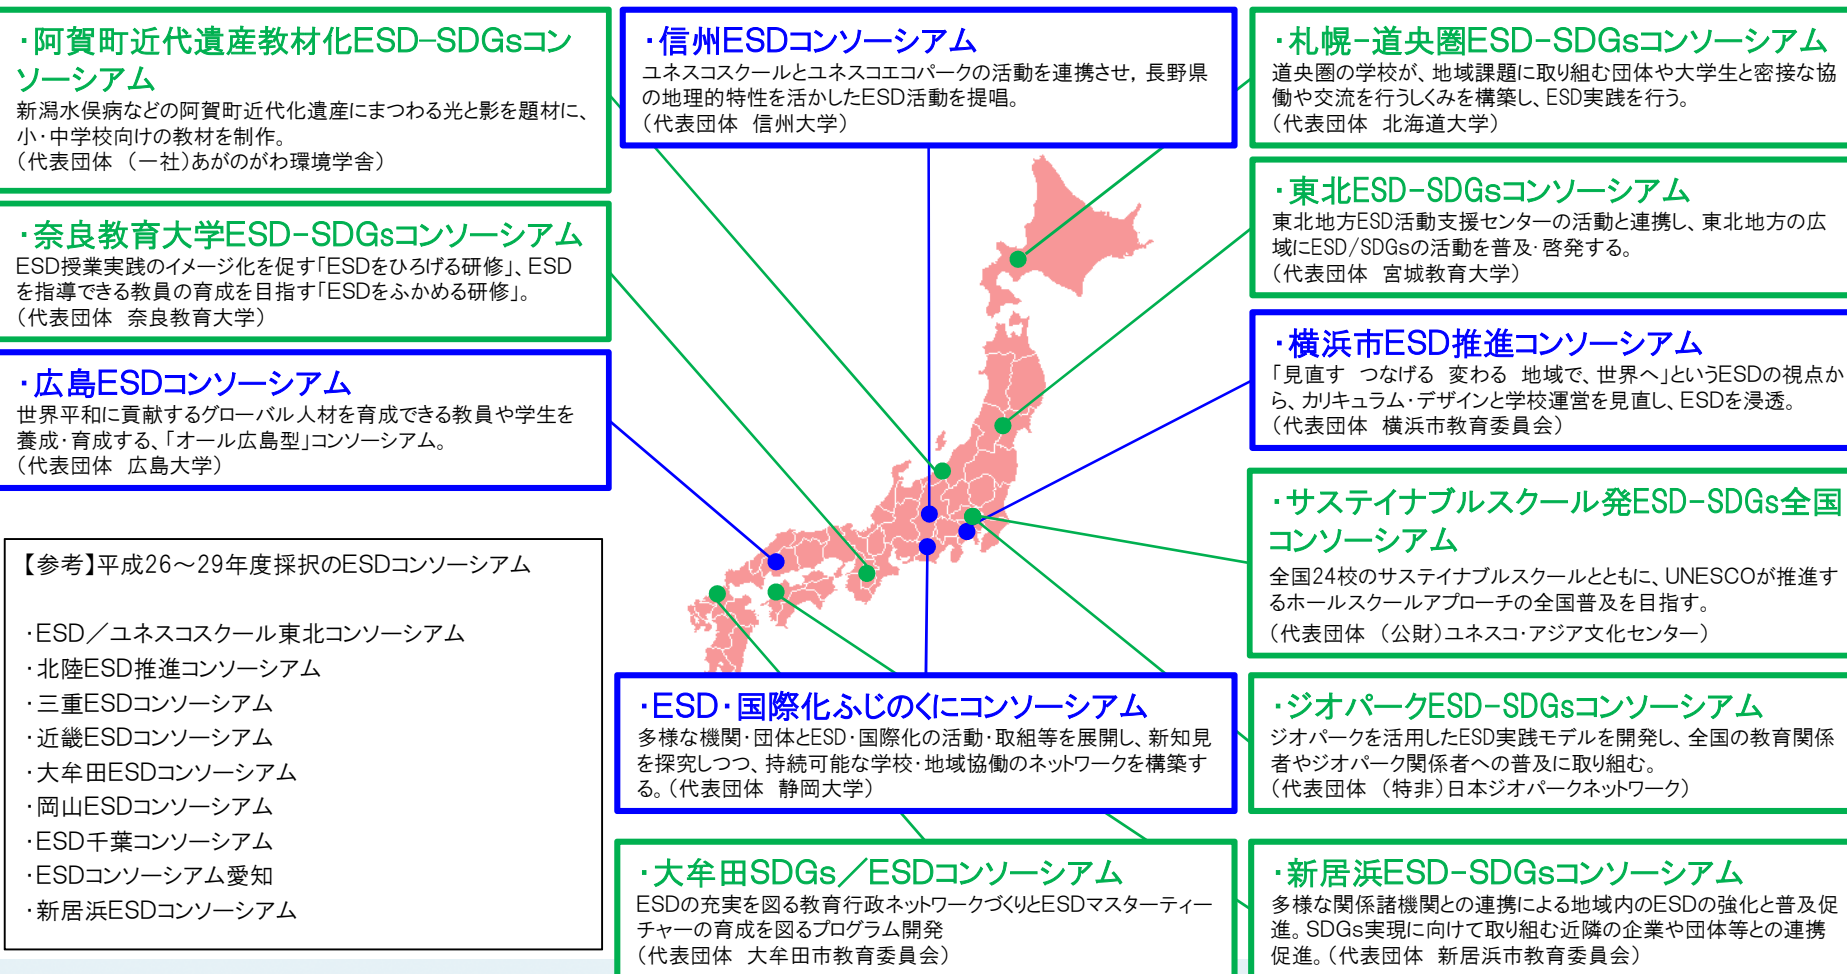 ・阿賀町近代遺産教材化ESD-SDGsコン
ソーシアム
新潟水俣病などの阿賀町近代化遺産にまつわる光と影を題材に、
小・中学校向けの教材を制作。
（代表団体　（一社）あがのがわ環境学舎）
・奈良教育大学ESD-SDGsコンソーシアム
ESD授業実践のイメージ化を促す「ESDをひろげる研修」、ESD
を指導できる教員の育成を目指す「ESDをふかめる研修」。
（代表団体　奈良教育大学）
・広島ESDコンソーシアム
世界平和に貢献するグローバル人材を育成できる教員や学生を
養成・育成する、「オール広島型」コンソーシアム。
（代表団体　広島大学）
【参考】平成26～29年度採択のESDコンソーシアム
・ESD／ユネスコスクール東北コンソーシアム
・北陸ESD推進コンソーシアム
・三重ESDコンソーシアム
・近畿ESDコンソーシアム
・大牟田ESDコンソーシアム
・岡山ESDコンソーシアム
・ESD千葉コンソーシアム
・ESDコンソーシアム愛知
・新居浜ESDコンソーシアム
・信州ESDコンソーシアム
ユネスコスクールとユネスコエコパークの活動を連携させ，長野県
の地理的特性を活かしたESD活動を提唱。
（代表団体　信州大学）
・ESD・国際化ふじのくにコンソーシアム
多様な機関・団体とESD・国際化の活動・取組等を展開し、新知見
を探究しつつ、持続可能な学校・地域協働のネットワークを構築す
る。（代表団体　静岡大学）
・大牟田SDGs／ESDコンソーシアム
ESDの充実を図る教育行政ネットワークづくりとESDマスターティー
チャーの育成を図るプログラム開発
（代表団体　大牟田市教育委員会）
・札幌-道央圏ESD-SDGsコンソーシアム
道央圏の学校が、地域課題に取り組む団体や大学生と密接な協
働や交流を行うしくみを構築し、ESD実践を行う。
（代表団体　北海道大学）
・東北ESD-SDGsコンソーシアム
東北地方ESD活動支援センターの活動と連携し、東北地方の広
域にESD/SDGsの活動を普及・啓発する。
（代表団体　宮城教育大学）
・横浜市ESD推進コンソーシアム
「見直す　つなげる　変わる　地域で、世界へ」というESDの視点か
ら、カリキュラム・デザインと学校運営を見直し、ESDを浸透。
（代表団体　横浜市教育委員会）
・サステイナブルスクール発ESD-SDGs全国
コンソーシアム
全国24校のサステイナブルスクールとともに、UNESCOが推進す
るホールスクールアプローチの全国普及を目指す。
（代表団体　（公財）ユネスコ・アジア文化センター）
・ジオパークESD-SDGsコンソーシアム
ジオパークを活用したESD実践モデルを開発し、全国の教育関係
者やジオパーク関係者への普及に取り組む。
（代表団体　（特非）日本ジオパークネットワーク）
・新居浜ESD-SDGsコンソーシアム
多様な関係諸機関との連携による地域内のESDの強化と普及促
進。SDGs実現に向けて取り組む近隣の企業や団体等との連携
促進。（代表団体　新居浜市教育委員会）